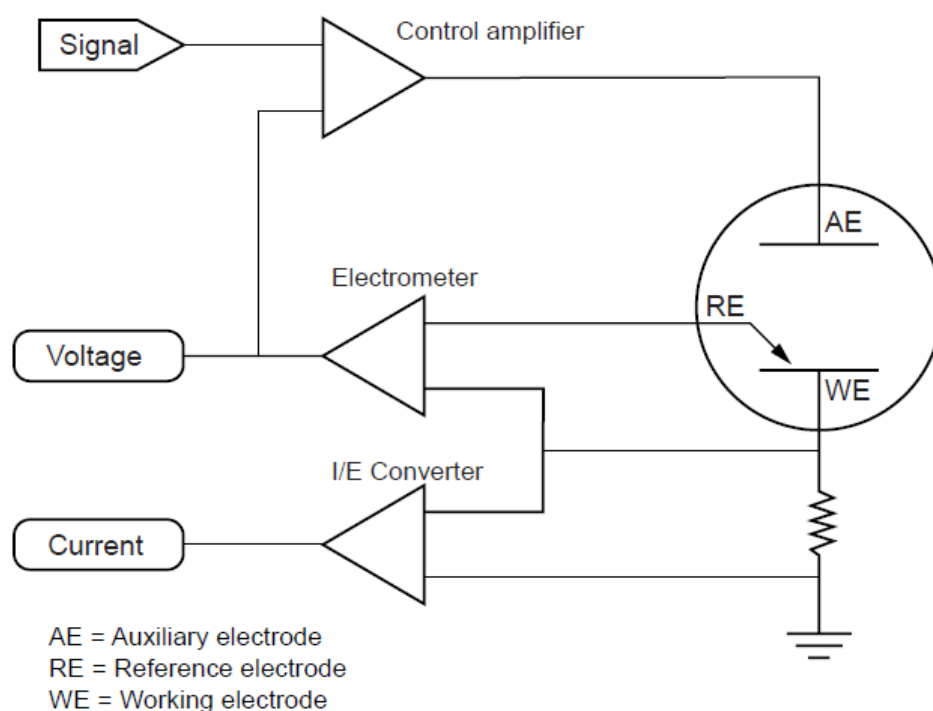 Signal
Control amplifier
AE
Electrometer
RE
Voltage
WE
I/E Converter
Current
AE = Auxiliary electrode
RE = Reference electrode
WE = Working electrode